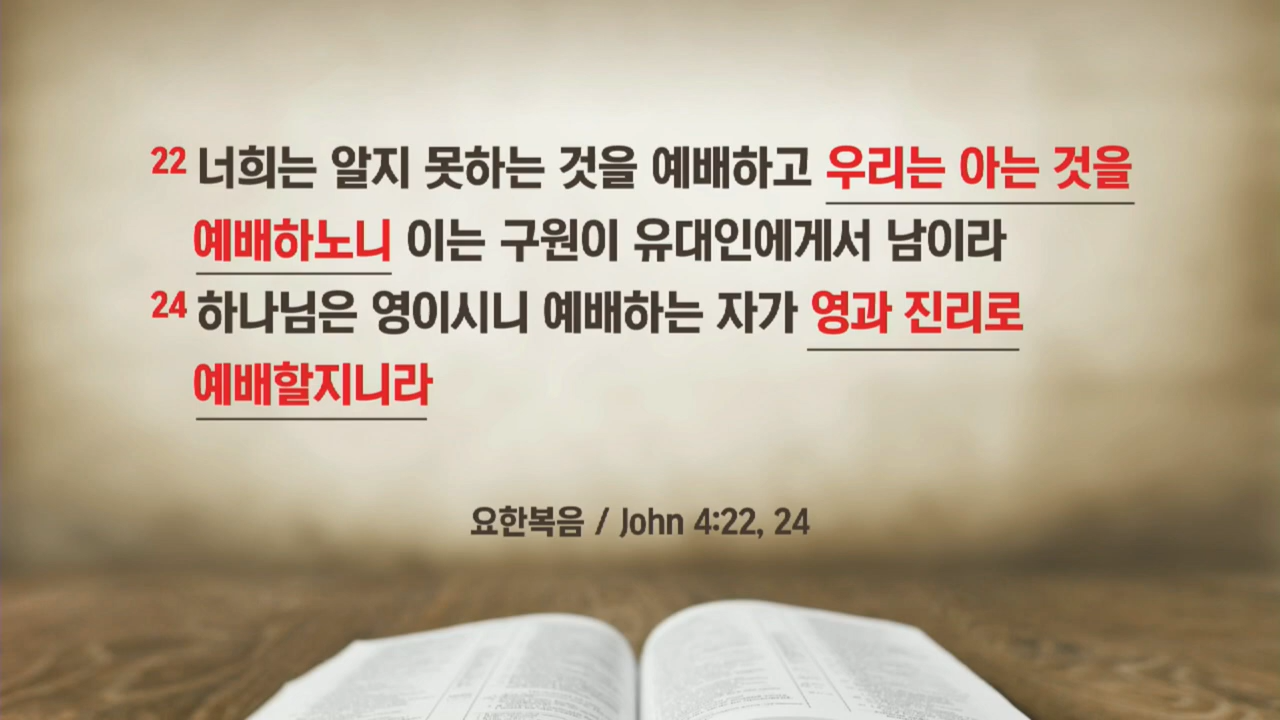 22 너희는 알지 못하는 것을 예배하고 우리는 아는 것을
예배하노니 이는 구원이 유대인에게서 남이라
24 하나님은 영이시니 예배하는 자가 영과 진리로
예배할지니라
요한복음 / John 4:22, 24